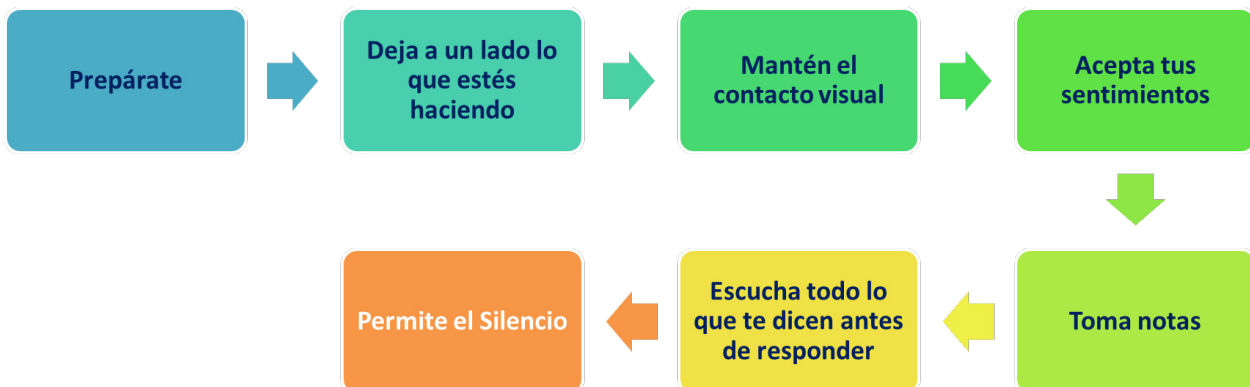 Prepárate
Deja a un lado lo
que estés
haciendo
Mantén el
contacto visual
Acepta tus
sentimientos
Toma notas
Escucha todo lo
que te dicen antes
de responder
Permite el Silencio